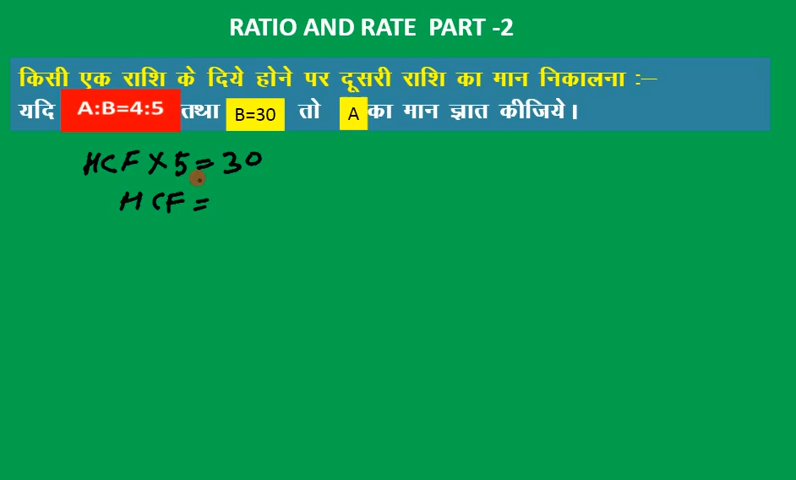 RATIO AND RATE PART -2
किसी एक राशि के दिये होने पर दूसरी राशि का मान निकालना :–
यदि A:B=4:5 तथा B=30 तो A का मान ज्ञात कीजिये।
HCF × 5 = 30
HCF =